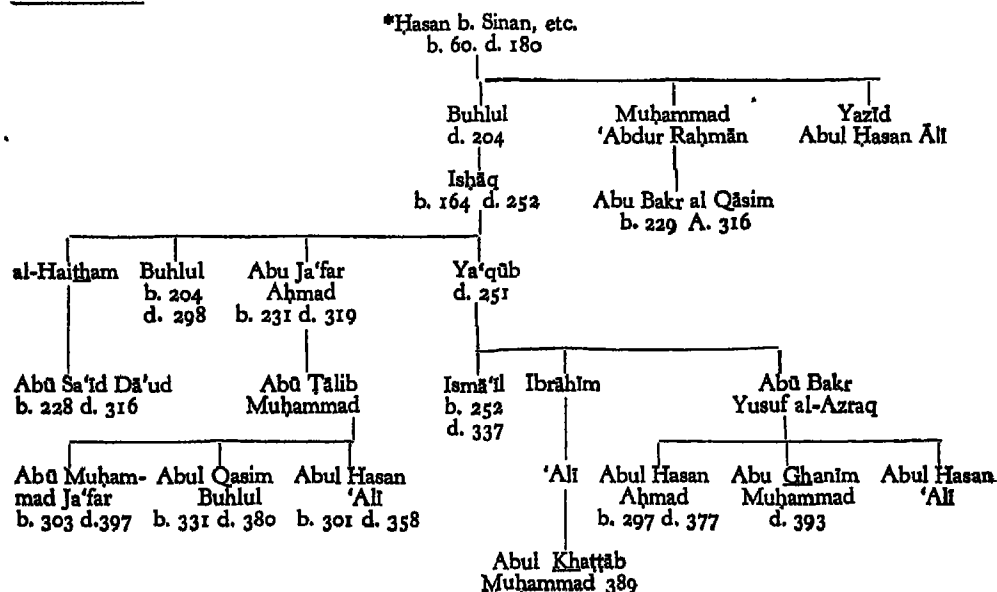 *Ḥasan b. Sinan, etc.
b. 60. d. 180
Buhlul Muḥammad Yazīd
d. 204 ‘Abdur Raḥmān Abul Ḥasan Ālī
Isḥāq
b. 164 d. 252 Abu Bakr al Qāsim
b. 229 A. 316
al-Haitham Buhlul Abu Ja‘far Ya‘qūb
b. 204 Aḥmad d. 251
d. 298 b. 231 d. 319
Abū Sa‘īd Dā’ud Abū Ṭālib Ismā‘īl Ibrāhīm Abū Bakr
b. 228 d. 316 Muḥammad b. 252 Yusuf al-Azraq
d. 337
Abū Muḥam- Abul Qasim Abul Hasan ‘Alī Abul Hasan Abu Ghanīm Abul Hasan
mad Ja‘far Buhlul ‘Alī Aḥmad Muḥammad ‘Alī
b. 303 d.397 b. 331 d. 380 b. 301 d. 358 b. 297 d. 377 d. 393
Abul Khaṭṭāb
Muḥammad 389